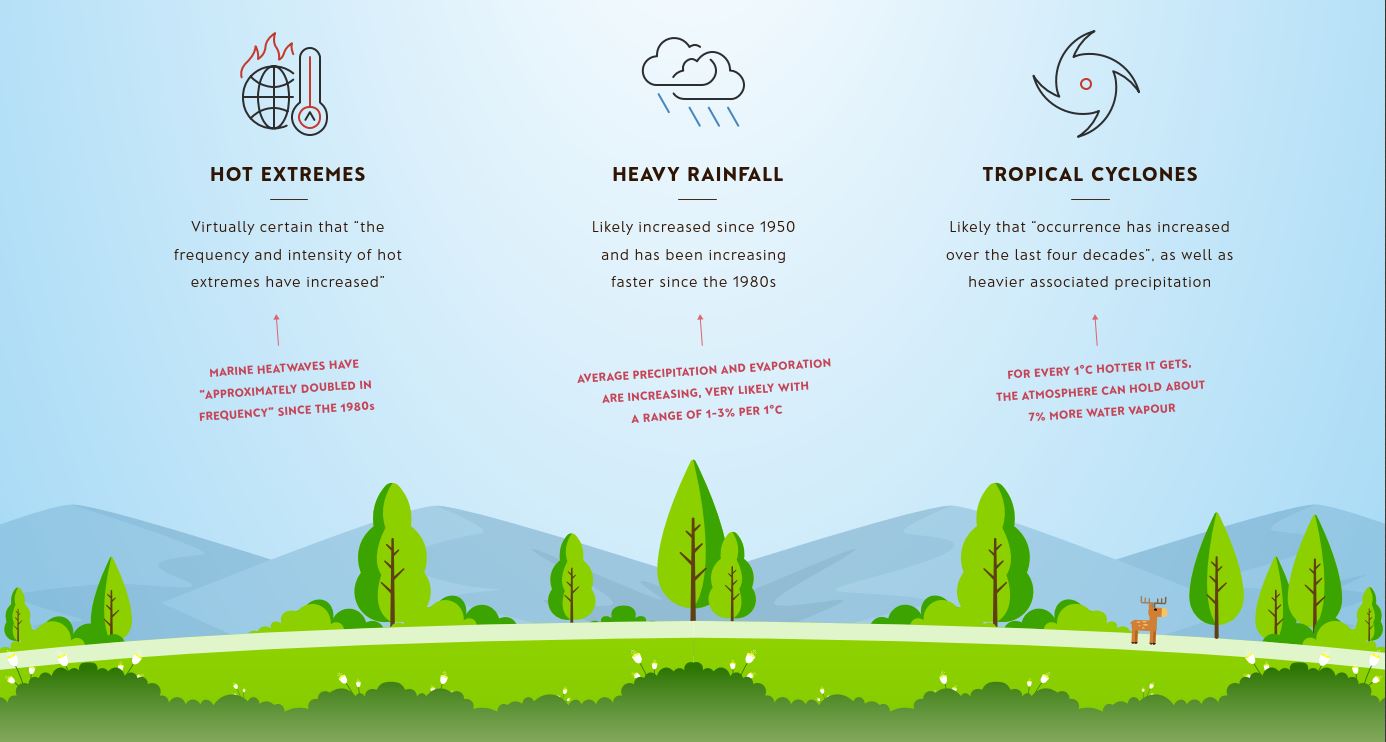 HOT EXTREMES
Virtually certain that “the
frequency and intensity of hot
extremes have increased”
MARINE HEATWAVES HAVE
“APPROXIMATELY DOUBLED IN
FREQUENCY” SINCE THE 1980s
HEAVY RAINFALL
Likely increased since 1950
and has been increasing
faster since the 1980s
AVERAGE PRECIPITATION AND EVAPORATION
ARE INCREASING, VERY LIKELY WITH
A RANGE OF 1-3% PER 1°C
TROPICAL CYCLONES
Likely that “occurrence has increased
over the last four decades”, as well as
heavier associated precipitation
FOR EVERY 1°C HOTTER IT GETS,
THE ATMOSPHERE CAN HOLD ABOUT
7% MORE WATER VAPOUR